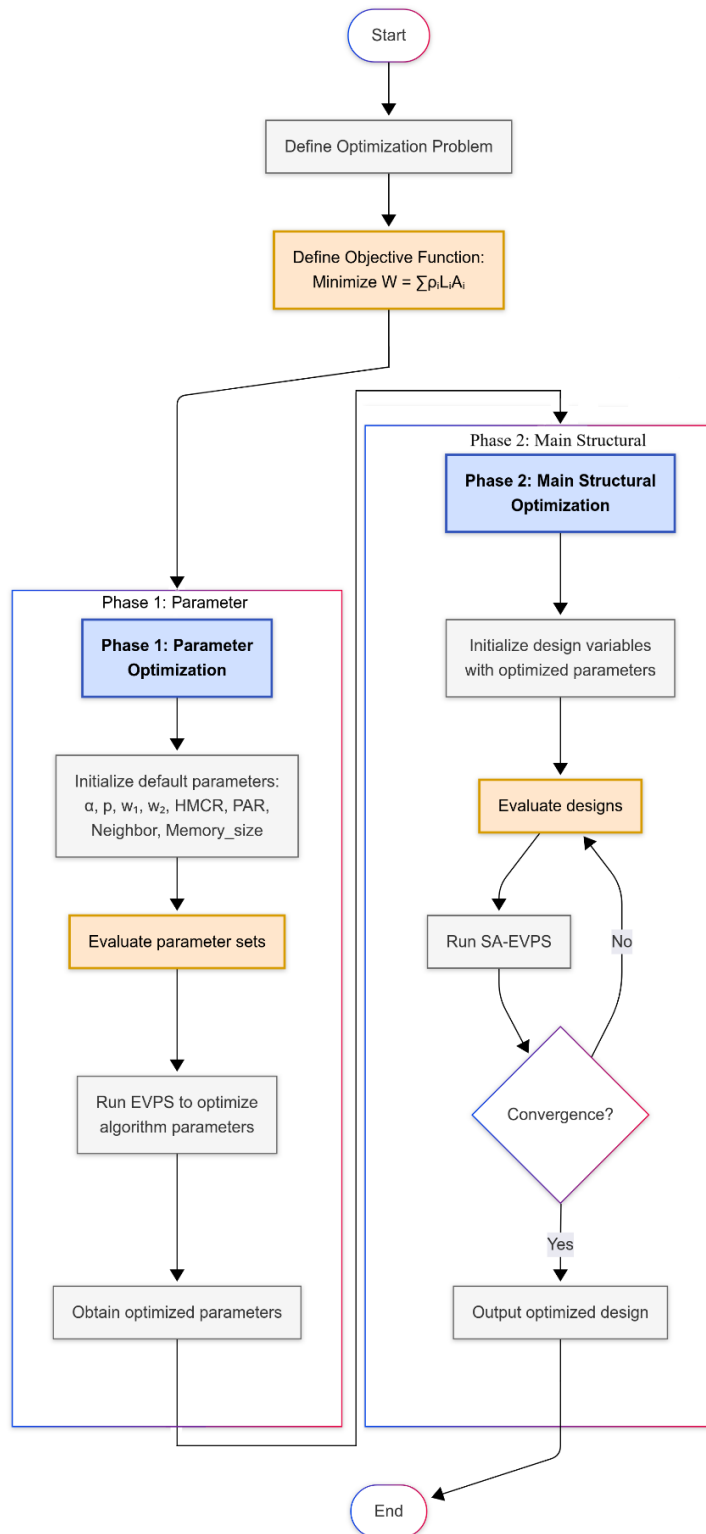 Start
Define Optimization Problem
Define Objective Function:
Minimize W = ∑ρᵢLᵢAᵢ
Phase 1: Parameter
Phase 1: Parameter
Optimization
Initialize default parameters:
α, p, w₁, w₂, HMCR, PAR,
Neighbor, Memory_size
Evaluate parameter sets
Run EVPS to optimize
algorithm parameters
Obtain optimized parameters
Phase 2: Main Structural
Phase 2: Main Structural
Optimization
Initialize design variables
with optimized parameters
Evaluate designs
Run SA-EVPS
No
Convergence?
Yes
Output optimized design
End